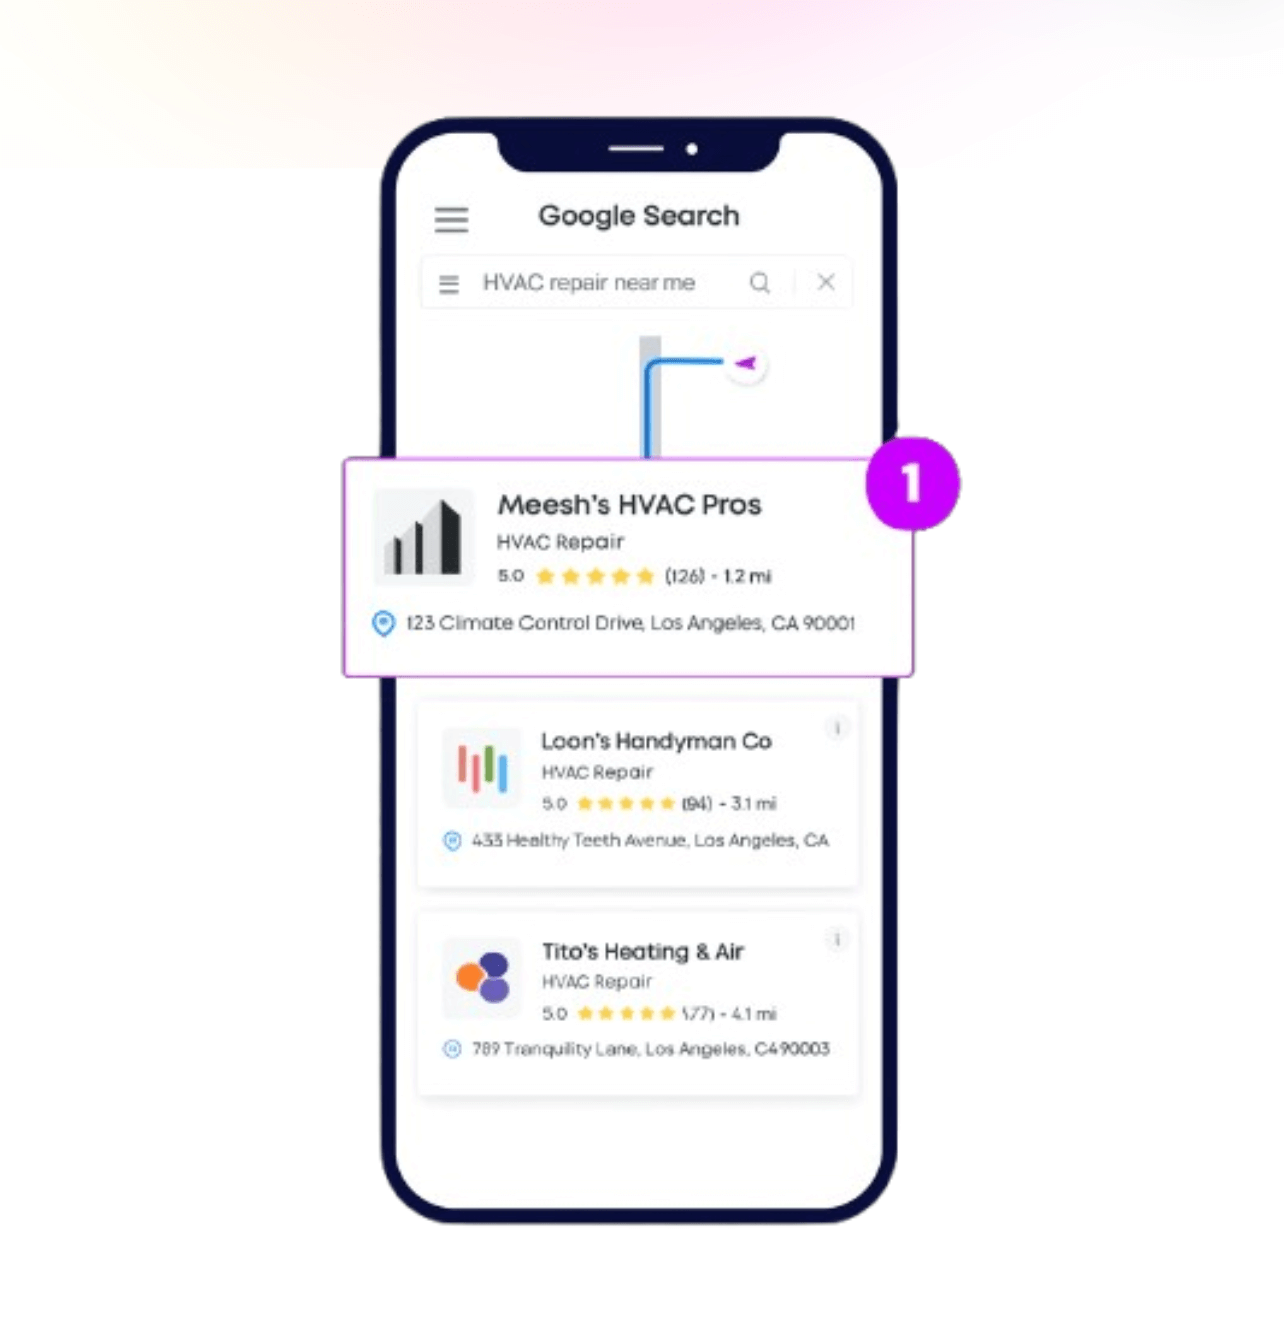 Google Search
HVAC repair near me
1
Meesh's HVAC Pros
HVAC Repair
5.0 (126) - 1.2 mi
123 Climate Control Drive, Los Angeles, CA 90001
Loon's Handyman Co
HVAC Repair
5.0 (94) - 3.1 mi
433 Healthy Teeth Avenue, Los Angeles, CA
Tito's Heating & Air
HVAC Repair
5.0 (77) - 4.1 mi
789 Tranquility Lane, Los Angeles, CA 90003